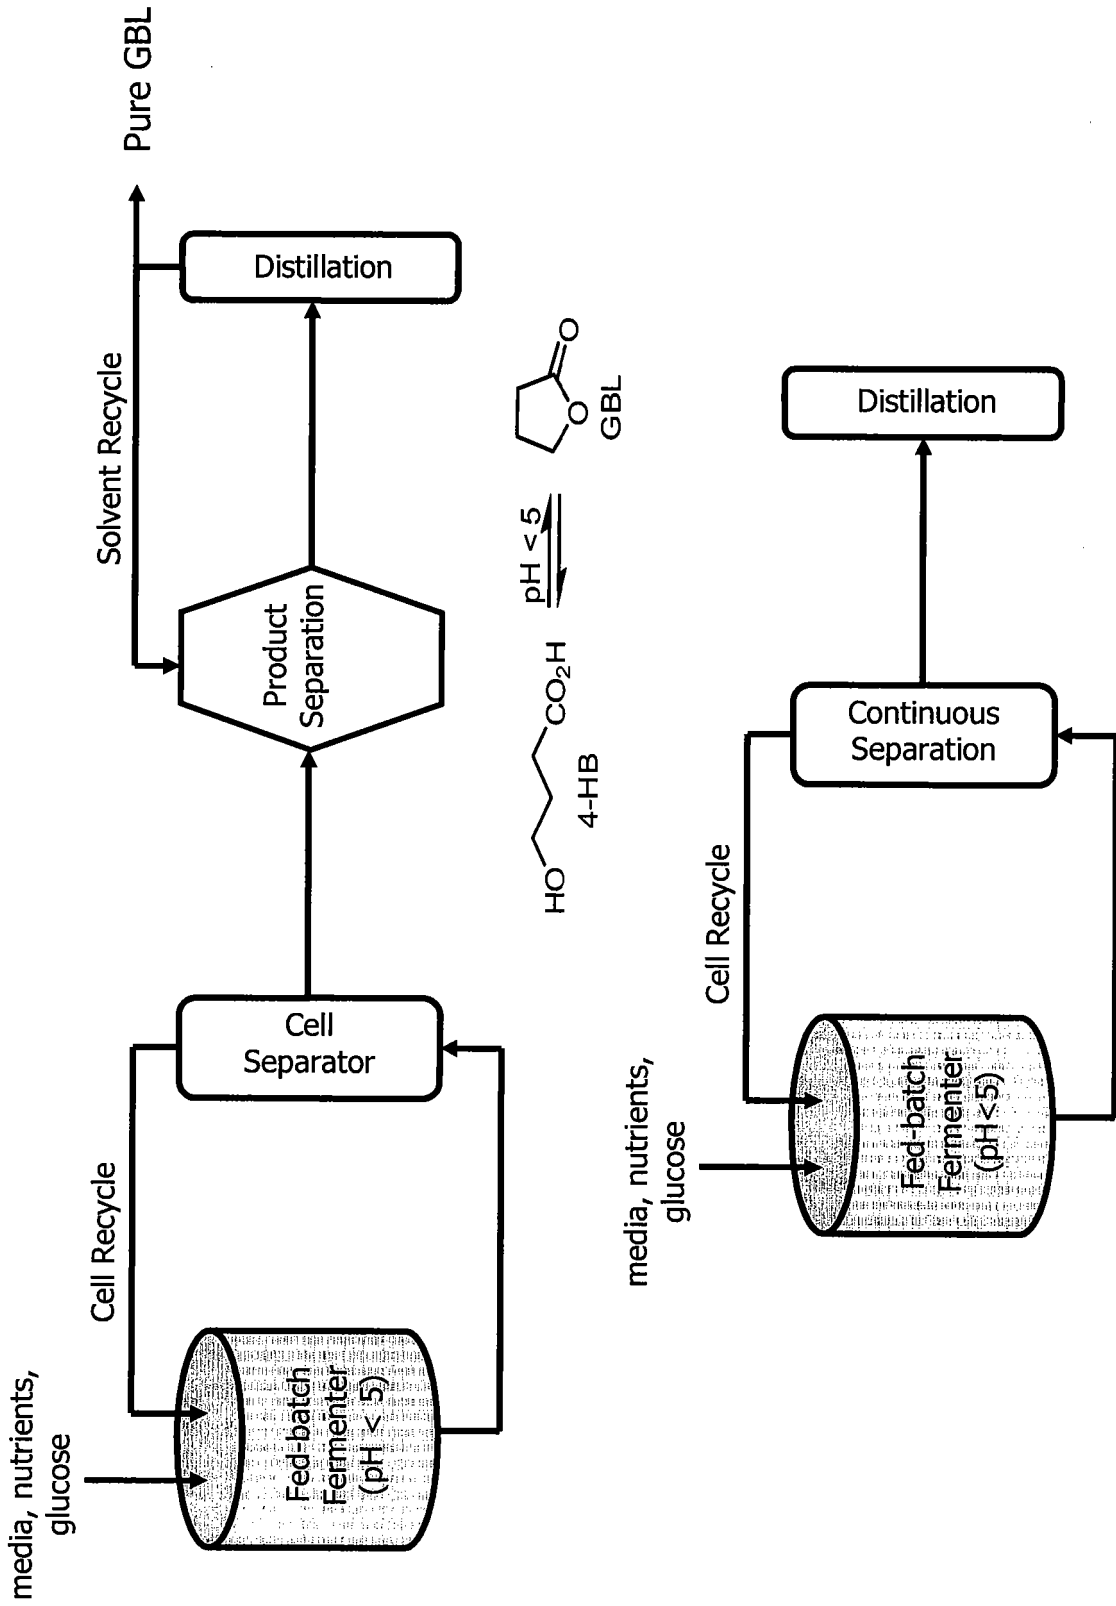 media, nutrients,
glucose
Cell Recycle
Fed-batch
Fermenter
(pH < 5)
Cell
Separator
Solvent Recycle
Product
Separation
Distillation
Pure GBL
HO
CO₂H
4-HB
pH < 5
O
O
GBL
media, nutrients,
glucose
Cell Recycle
Fed-batch
Fermenter
(pH<5)
Continuous
Separation
Distillation